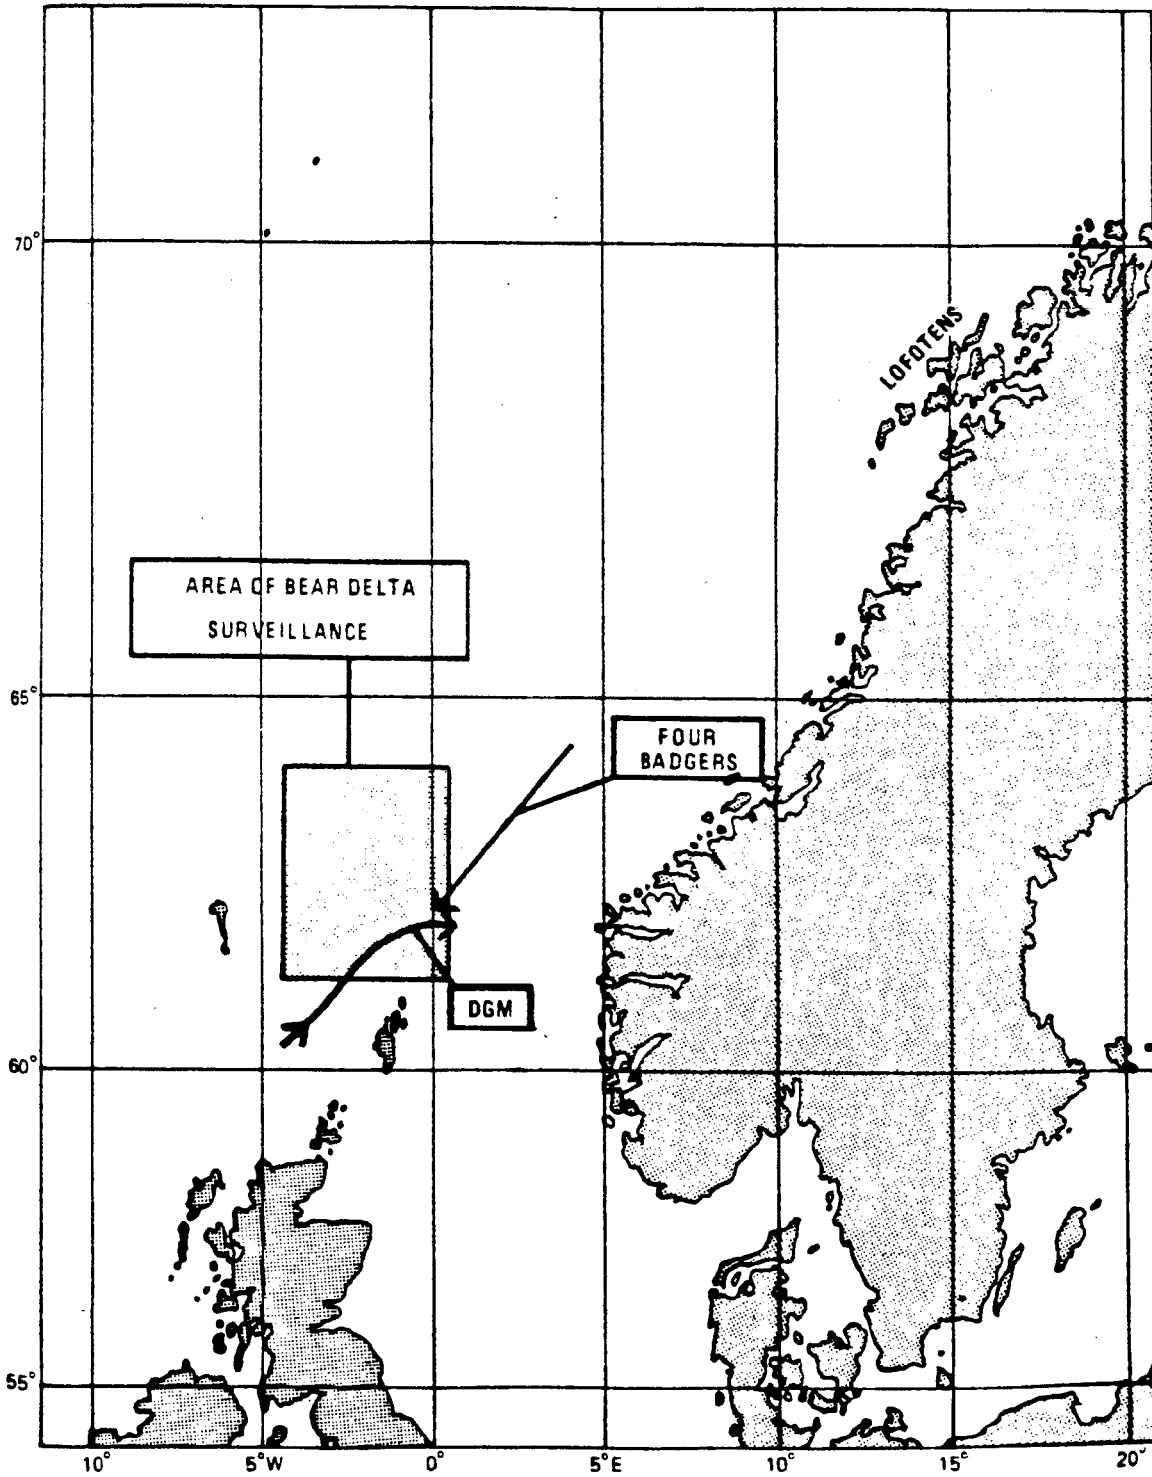 70°
LOFOTENS
AREA OF BEAR DELTA
SURVEILLANCE
65°
FOUR
BADGERS
DGM
60°
55°
10° 5°W 0° 5°E 10° 15° 20°